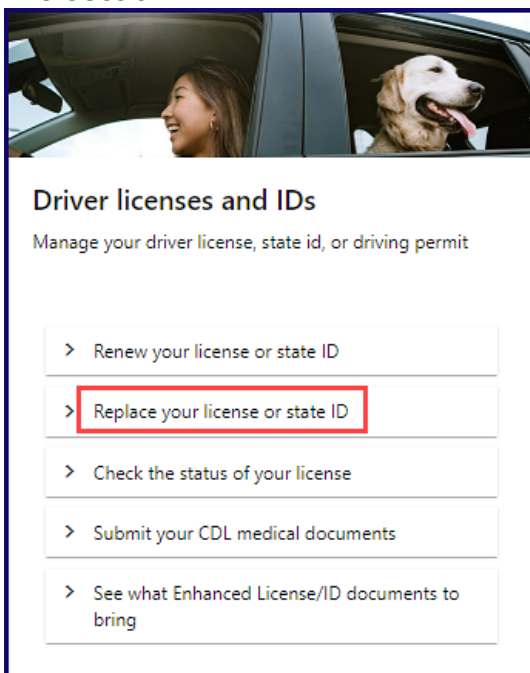 Driver licenses and IDs
Manage your driver license, state id, or driving permit
Renew your license or state ID
Replace your license or state ID
Check the status of your license
Submit your CDL medical documents
See what Enhanced License/ID documents to
bring